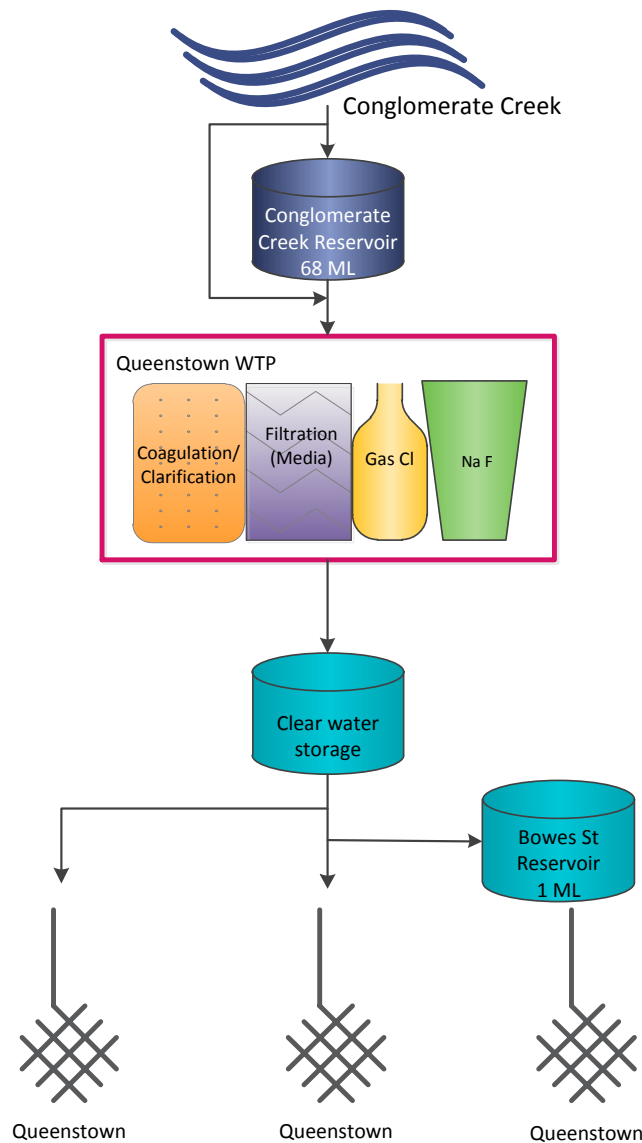 Conglomerate Creek
Conglomerate
Creek Reservoir
68 ML
Queenstown WTP
Coagulation/
Clarification
Filtration
(Media)
Gas Cl
Na F
Clear water
storage
Bowes St
Reservoir
1 ML
Queenstown
Queenstown
Queenstown